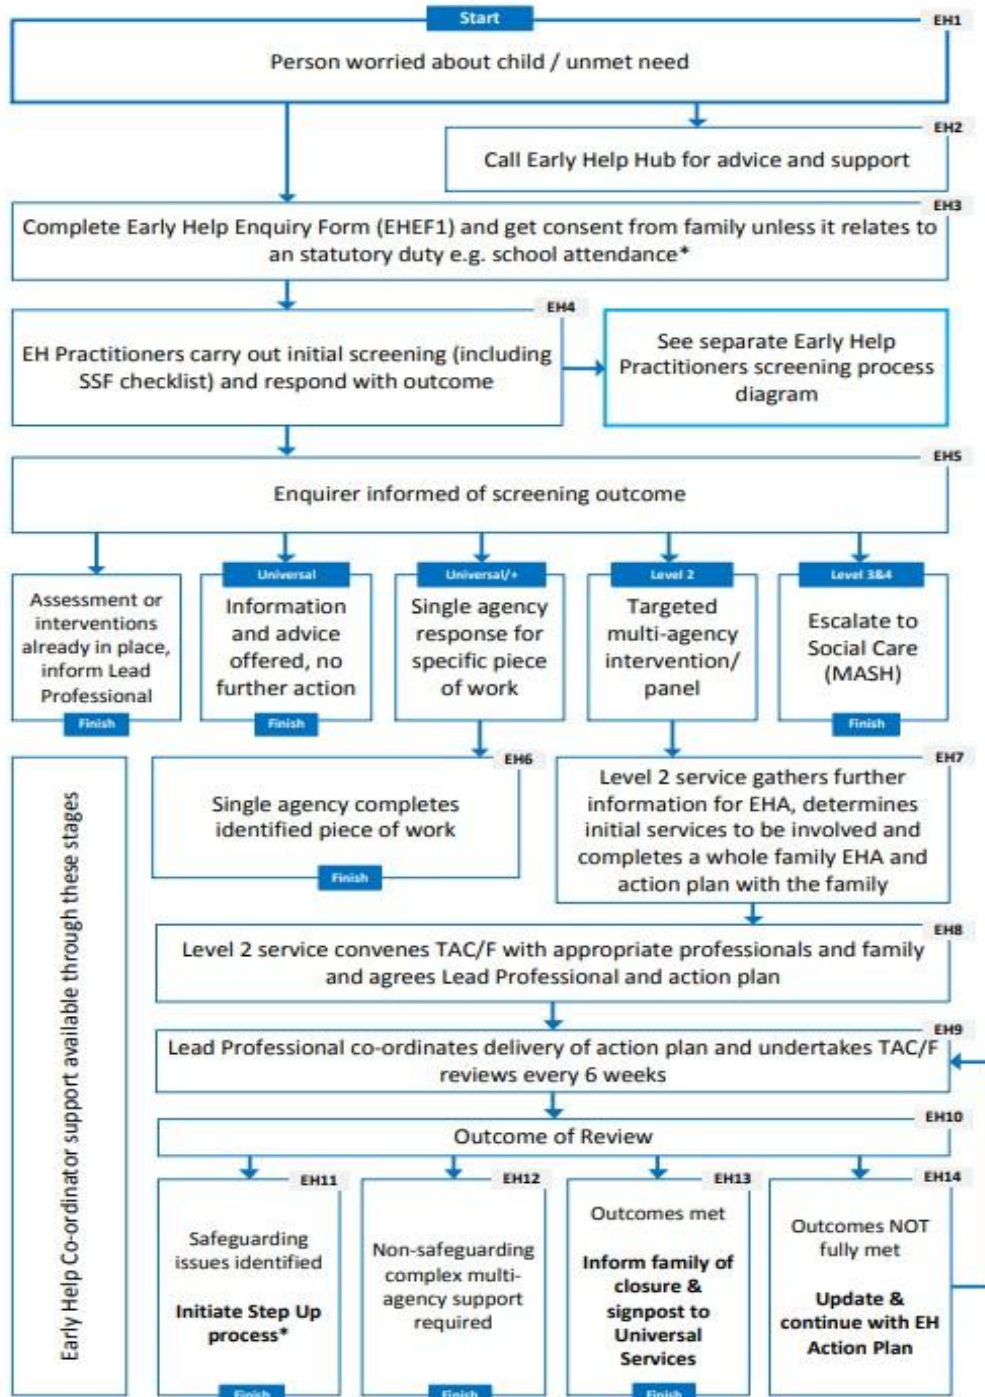 Start
EH1
Person worried about child / unmet need
EH2
Call Early Help Hub for advice and support
EH3
Complete Early Help Enquiry Form (EHEF1) and get consent from family unless it relates to
an statutory duty e.g. school attendance*
EH4
EH Practitioners carry out initial screening (including
SSF checklist) and respond with outcome
See separate Early Help
Practitioners screening process
diagram
EH5
Enquirer informed of screening outcome
Assessment or
interventions
already in place,
inform Lead
Professional
Finish
Universal
Information
and advice
offered, no
further action
Finish
Universal/+
Single agency
response for
specific piece
of work
Level 2
Targeted
multi-agency
intervention/
panel
Level 3&4
Escalate to
Social Care
(MASH)
Finish
Early Help Co-ordinator support available through these stages
EH6
Single agency completes
identified piece of work
Finish
EH7
Level 2 service gathers further
information for EHA, determines
initial services to be involved and
completes a whole family EHA and
action plan with the family
EH8
Level 2 service convenes TAC/F with appropriate professionals and family
and agrees Lead Professional and action plan
EH9
Lead Professional co-ordinates delivery of action plan and undertakes TAC/F
reviews every 6 weeks
EH10
Outcome of Review
EH11
Safeguarding
issues identified
Initiate Step Up
process*
Finish
EH12
Non-safeguarding
complex multi-
agency support
required
Finish
EH13
Outcomes met
Inform family of
closure &
signpost to
Universal
Services
Finish
EH14
Outcomes NOT
fully met
Update &
continue with EH
Action Plan